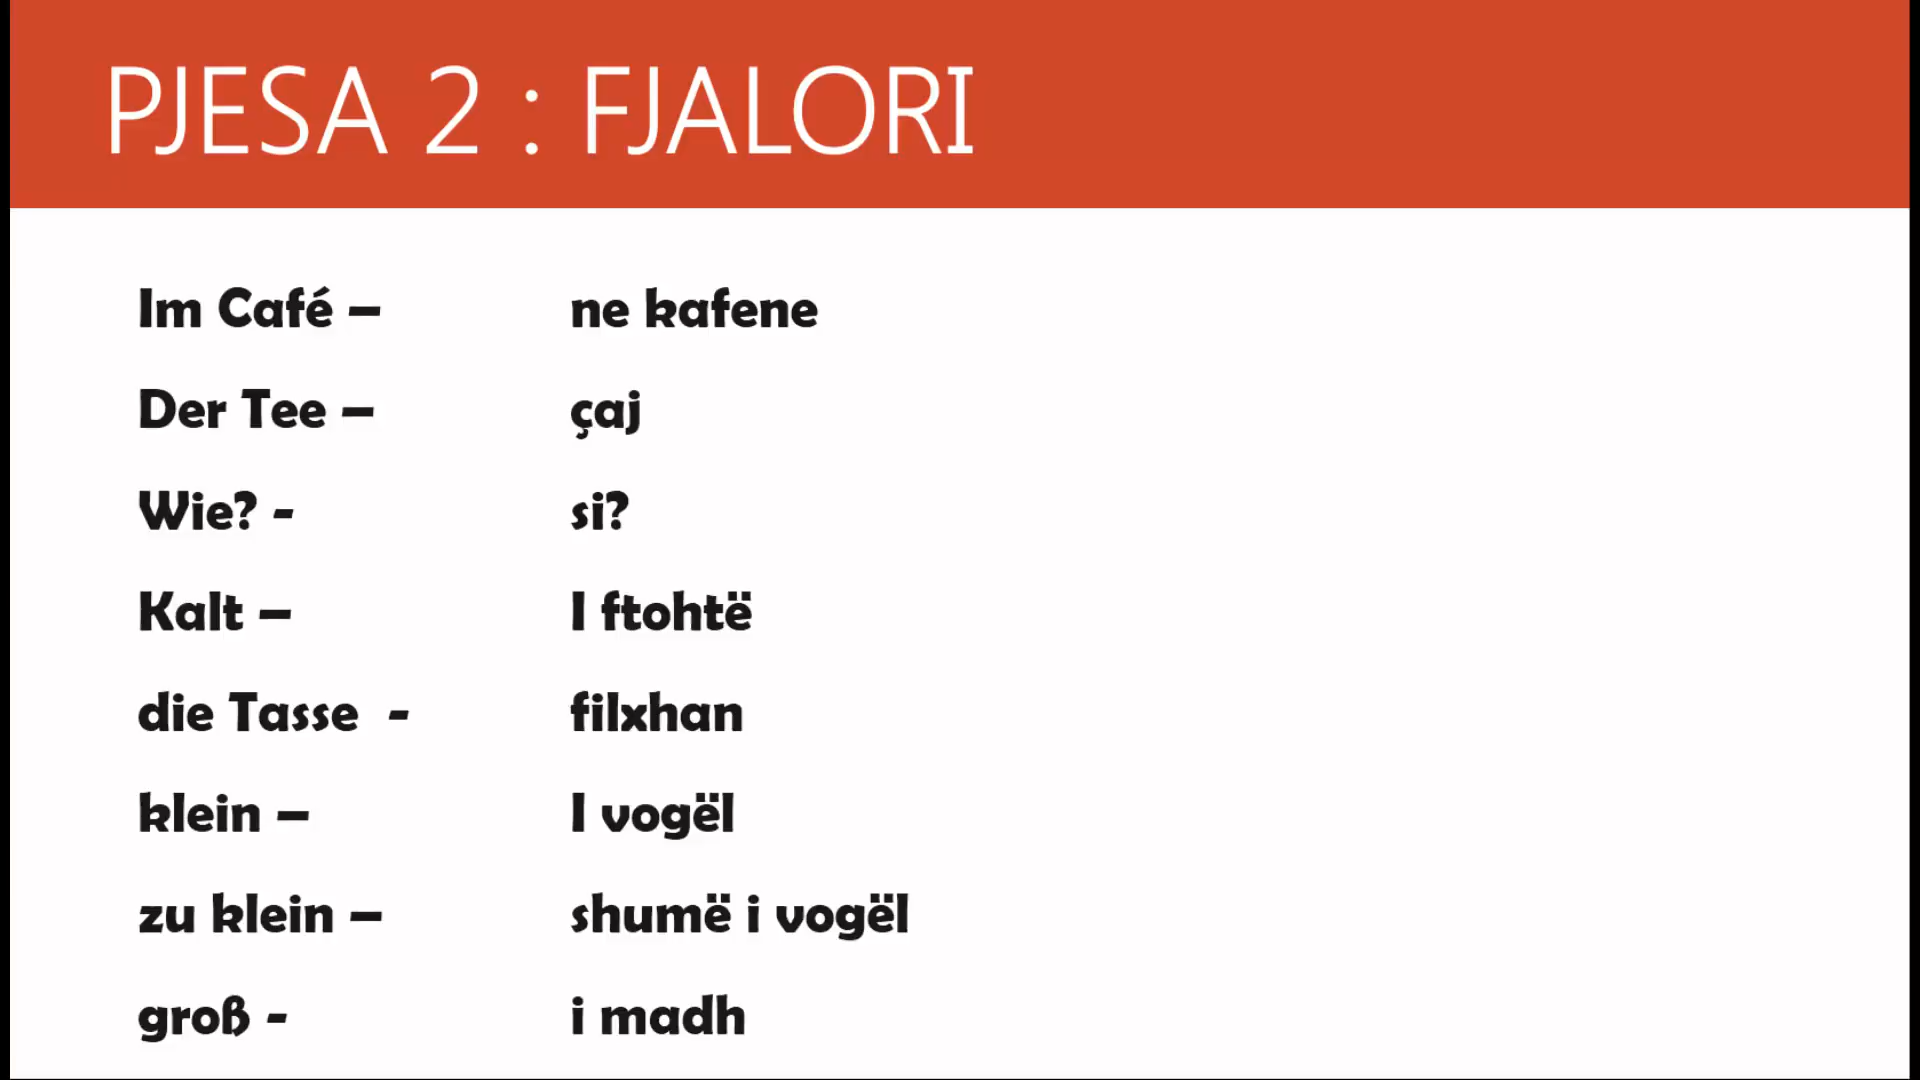 PJESA 2 : FJALORI
Im Café – ne kafene
Der Tee – çaj
Wie? - si?
Kalt – I ftohtë
die Tasse - filxhan
klein – I vogël
zu klein – shumë i vogël
groß - i madh